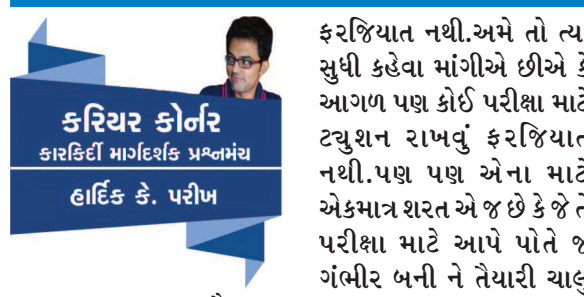 કરિયર કોર્નર
કારકિર્દી માર્ગદર્શક પ્રશ્નમંચ
હાર્દિક કે. પરીખ
ફરજિયાત નથી.અમે તો ત્યાં
સુધી કહેવા માંગીએ છીએ કે
આગળ પણ કોઈ પરીક્ષા માટે
ટ્યુશન રાખવું ફરજિયાત
નથી.પણ પણ એના માટે
એકમાત્ર શરત એ જ છે કે જે તે
પરીક્ષા માટે આપે પોતે જ
ગંભીર બની ને તૈયારી ચાલુ